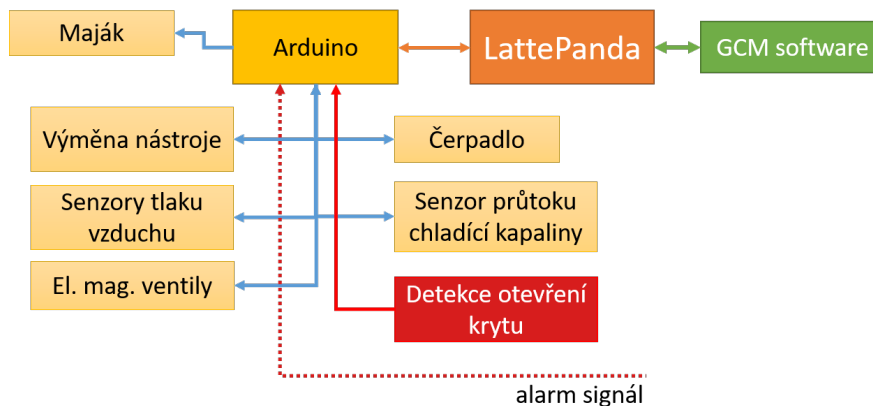 Maják
Arduino
LattePanda
GCM software
Výměna nástroje
Čerpadlo
Senzory tlaku
vzduchu
Senzor průtoku
chladící kapaliny
El. mag. ventily
Detekce otevření
krytu
alarm signál